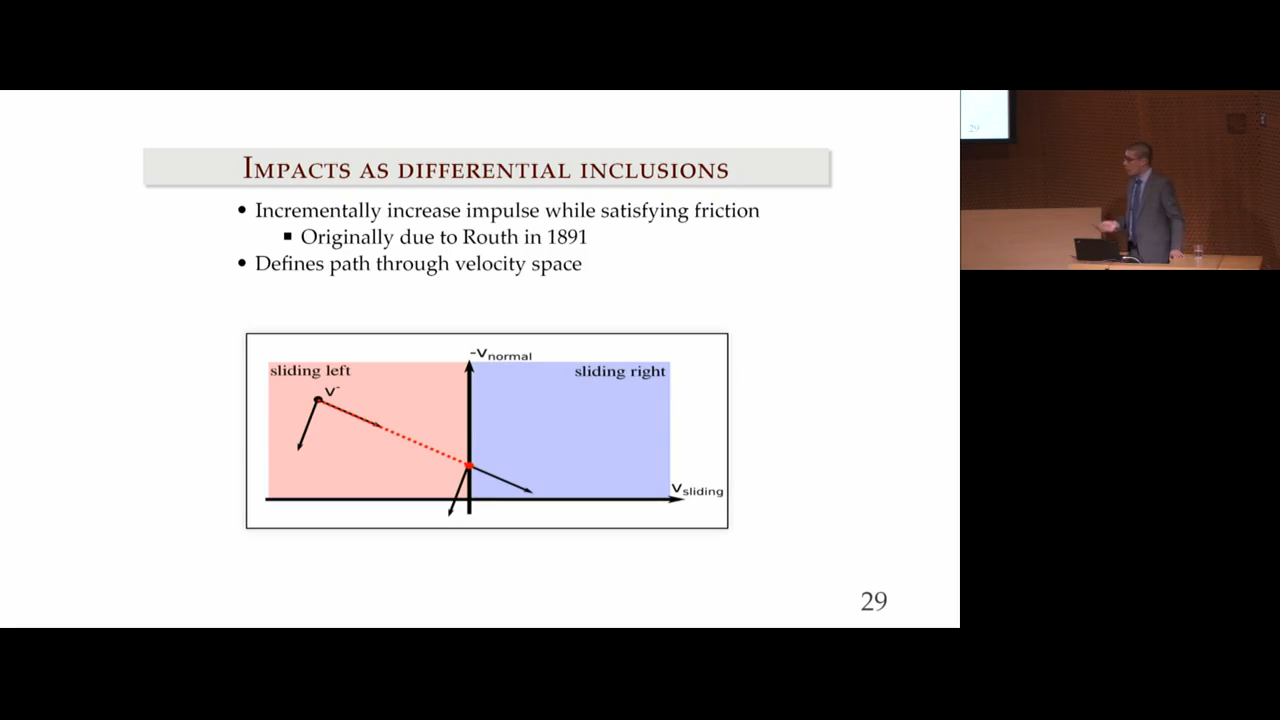 IMPACTS AS DIFFERENTIAL INCLUSIONS
• Incrementally increase impulse while satisfying friction
▪ Originally due to Routh in 1891
• Defines path through velocity space
-Vnormal
sliding left
sliding right
V-
Vsliding
29
29